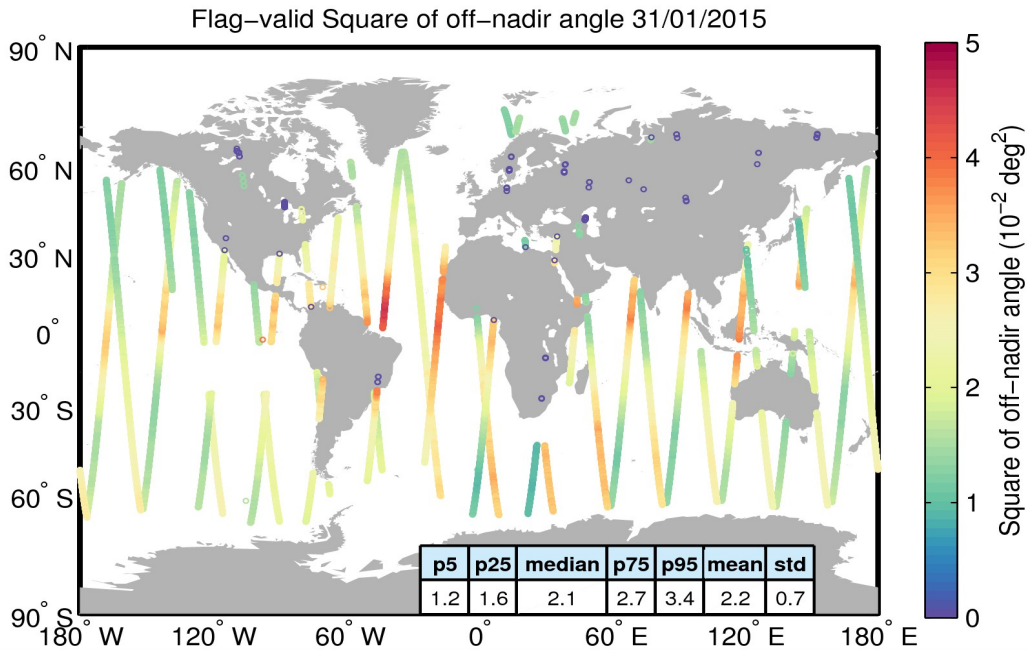 Flag−valid Square of off−nadir angle 31/01/2015
90° N
60° N
30° N
0°
30° S
60° S
90° S
180° W
120° W
60° W
0°
60° E
120° E
180° E
p5 p25 median p75 p95 mean std
1.2 1.6 2.1 2.7 3.4 2.2 0.7
5
4
3
2
1
0
Square of off−nadir angle (10⁻² deg²)